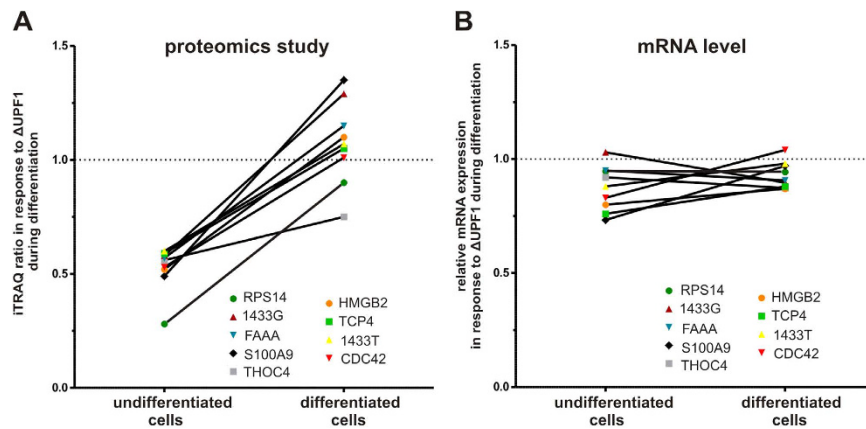 A
proteomics study
iTRAQ ratio in response to ΔUPF1
during differentiation
1.5
1.0
0.5
0.0
RPS14
1433G
FAAA
S100A9
THOC4
HMGB2
TCP4
1433T
CDC42
undifferentiated
cells
differentiated
cells
B
mRNA level
relative mRNA expression
in response to ΔUPF1 during differentiation
1.5
1.0
0.5
0.0
RPS14
1433G
FAAA
S100A9
THOC4
HMGB2
TCP4
1433T
CDC42
undifferentiated
cells
differentiated
cells